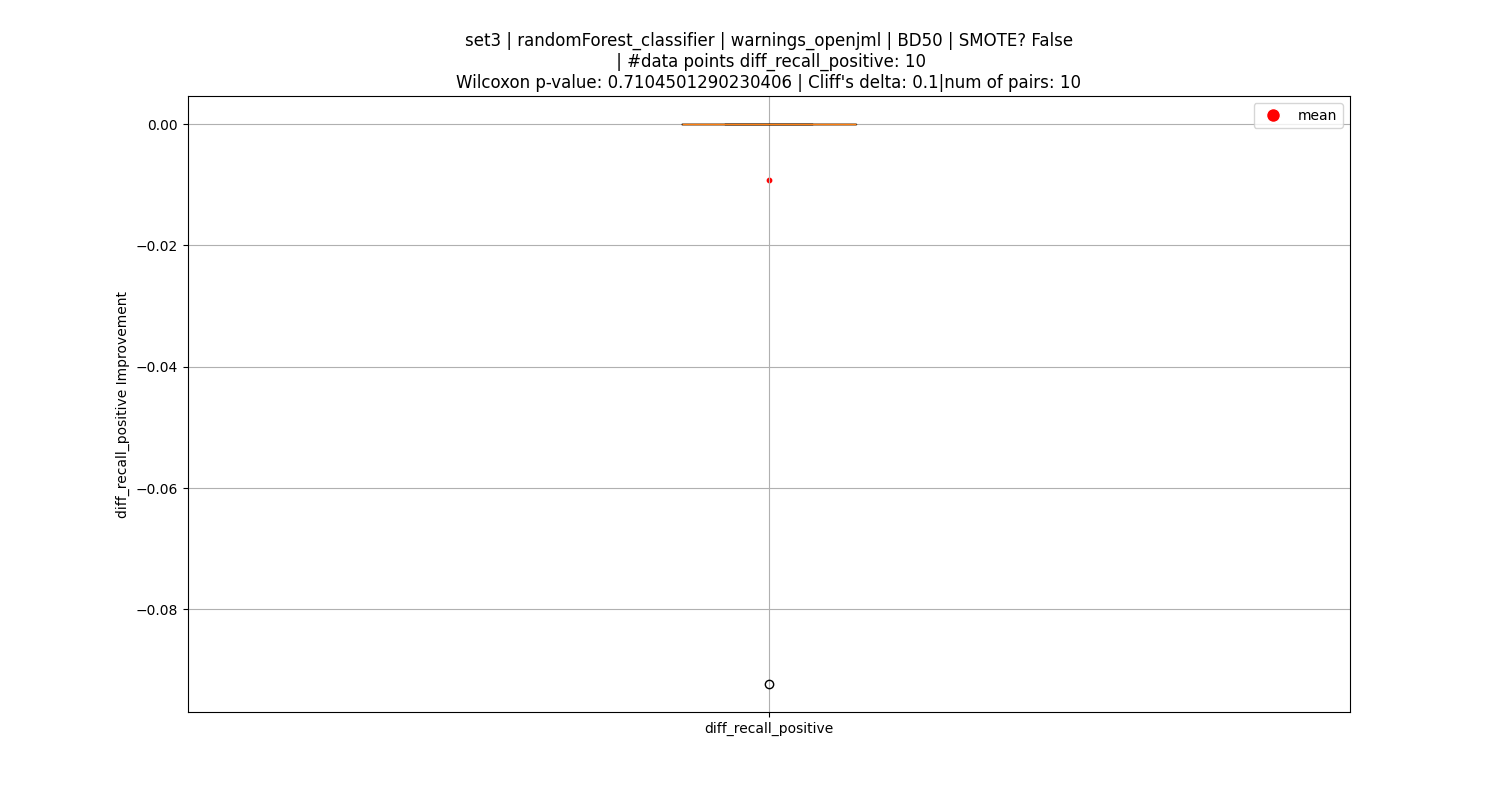 set3 | randomForest_classifier | warnings_openjml | BD50 | SMOTE? False
| #data points diff_recall_positive: 10
Wilcoxon p-value: 0.7104501290230406 | Cliff's delta: 0.1|num of pairs: 10
mean
0.00
−0.02
−0.04
−0.06
−0.08
diff_recall_positive Improvement
diff_recall_positive